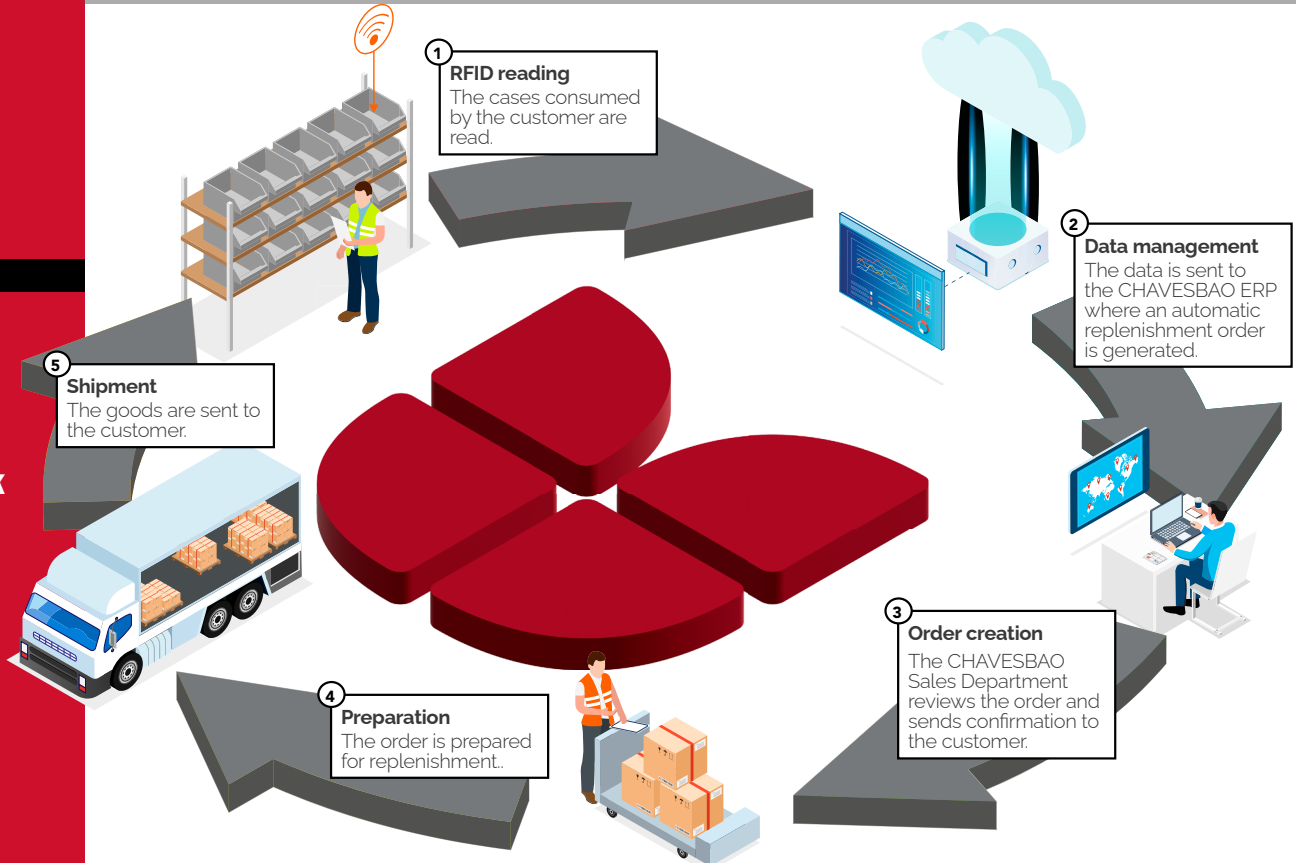 1
RFID reading
The cases consumed
by the customer are
read.
2
Data management
The data is sent to
the CHAVESBAO ERP
where an automatic
replenishment order
is generated.
3
Order creation
The CHAVESBAO
Sales Department
reviews the order and
sends confirmation to
the customer.
4
Preparation
The order is prepared
for replenishment..
5
Shipment
The goods are sent to
the customer.